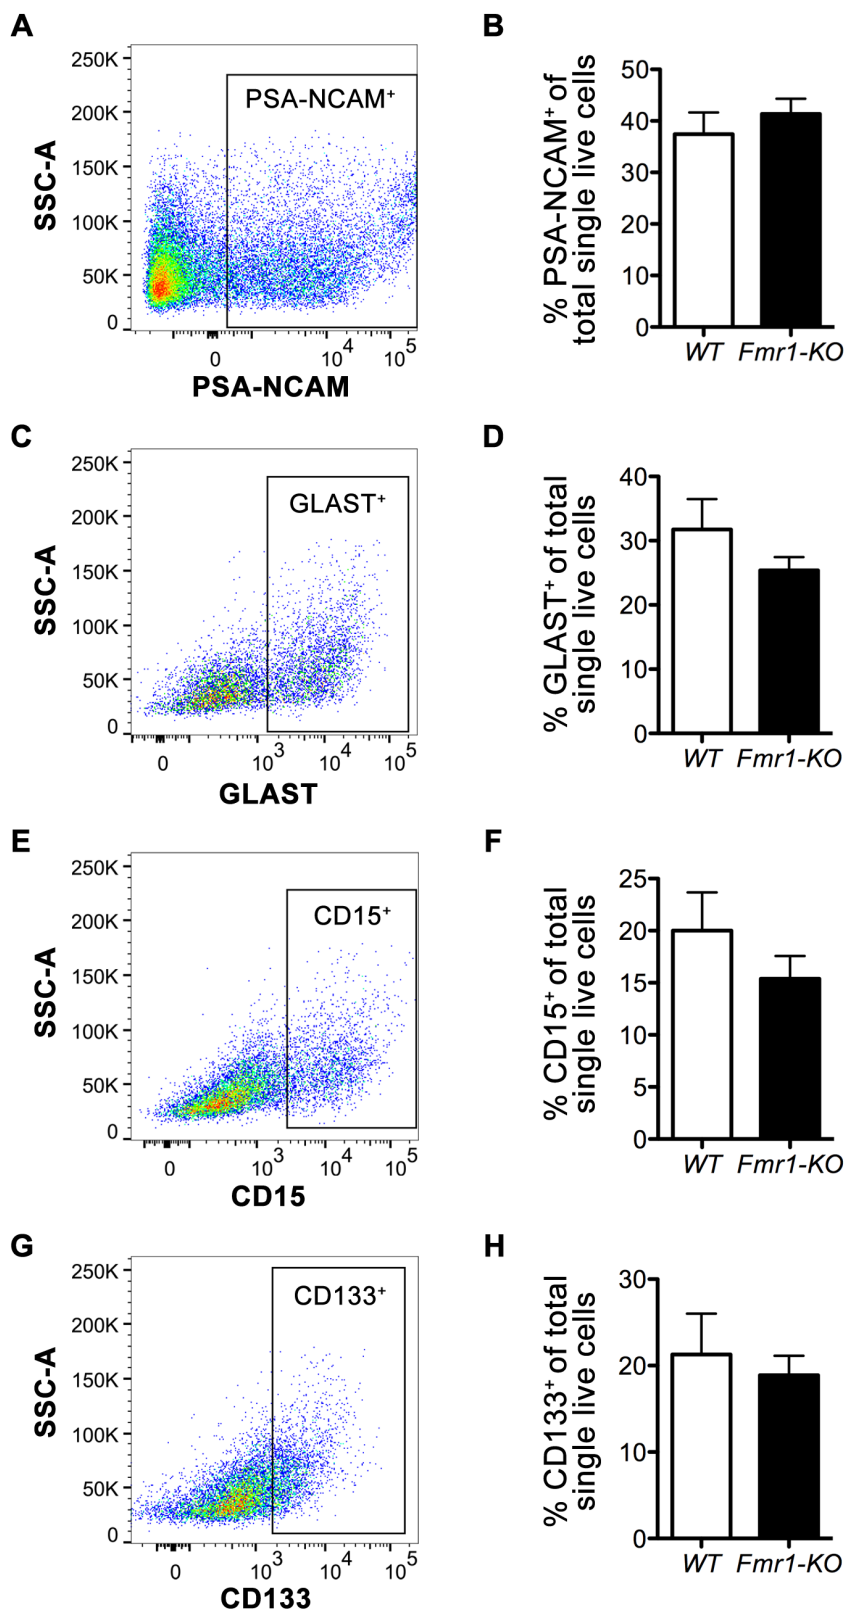 A
250K
200K
150K
100K
50K
0
SSC-A
PSA-NCAM⁺
0 10⁴ 10⁵
PSA-NCAM
B
50
40
30
20
10
0
% PSA-NCAM⁺ of
total single live cells
WT Fmr1-KO
C
250K
200K
150K
100K
50K
0
SSC-A
GLAST⁺
0 10³ 10⁴ 10⁵
GLAST
D
40
30
20
10
0
% GLAST⁺ of total
single live cells
WT Fmr1-KO
E
250K
200K
150K
100K
50K
0
SSC-A
CD15⁺
0 10³ 10⁴ 10⁵
CD15
F
25
20
15
10
5
0
% CD15⁺ of total
single live cells
WT Fmr1-KO
G
250K
200K
150K
100K
50K
0
SSC-A
CD133⁺
0 10³ 10⁴ 10⁵
CD133
H
30
20
10
0
% CD133⁺ of total
single live cells
WT Fmr1-KO